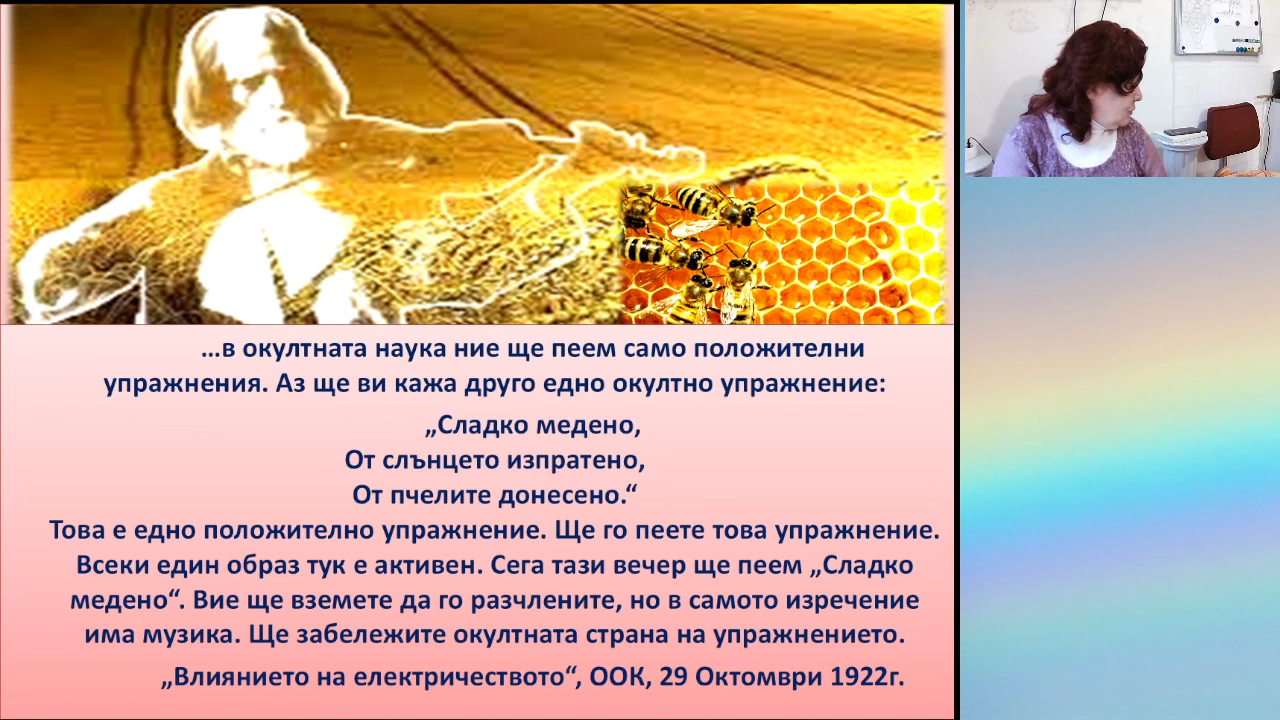 ...в окултната наука ние ще пеем само положителни
упражнения. Аз ще ви кажа друго едно окултно упражнение:
„Сладко медено,
От слънцето изпратено,
От пчелите донесено.“
Това е едно положително упражнение. Ще го пеете това упражнение.
Всеки един образ тук е активен. Сега тази вечер ще пеем „Сладко
медено“. Вие ще вземете да го разчлените, но в самото изречение
има музика. Ще забележите окултната страна на упражнението.
„Влиянието на електричеството“, ООК, 29 Октомври 1922г.